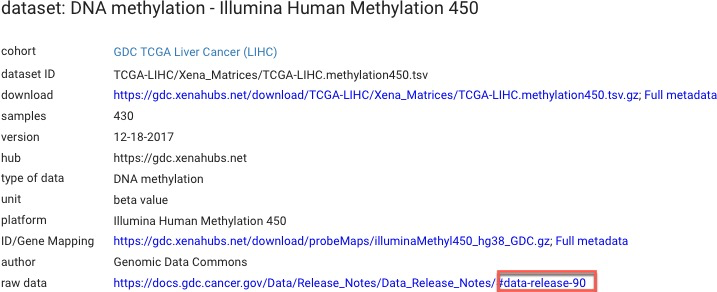 dataset: DNA methylation - Illumina Human Methylation 450
cohort GDC TCGA Liver Cancer (LIHC)
dataset ID TCGA-LIHC/Xena_Matrices/TCGA-LIHC.methylation450.tsv
download https://gdc.xenahubs.net/download/TCGA-LIHC/Xena_Matrices/TCGA-LIHC.methylation450.tsv.gz; Full metadata
samples 430
version 12-18-2017
hub https://gdc.xenahubs.net
type of data DNA methylation
unit beta value
platform Illumina Human Methylation 450
ID/Gene Mapping https://gdc.xenahubs.net/download/probeMaps/illuminaMethyl450_hg38_GDC.gz; Full metadata
author Genomic Data Commons
raw data https://docs.gdc.cancer.gov/Data/Release_Notes/Data_Release_Notes/#data-release-90